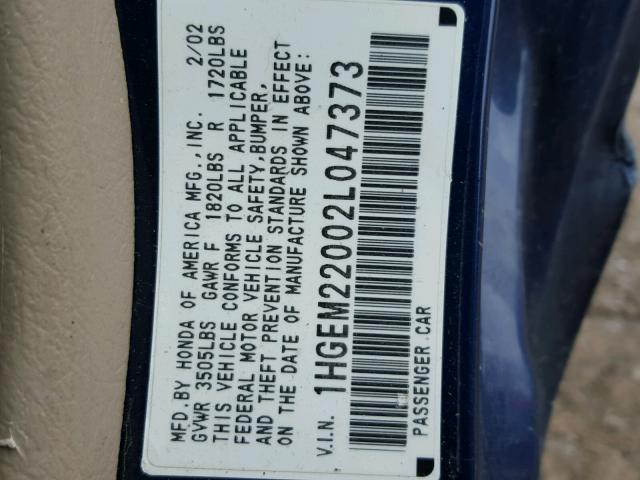 MFD.BY HONDA OF AMERICA MFG.,INC. 2/02
GVWR 3505LBS GAWR F 1820LBS R 1720LBS
THIS VEHICLE CONFORMS TO ALL APPLICABLE
FEDERAL MOTOR VEHICLE SAFETY,BUMPER,
AND THEFT PREVENTION STANDARDS IN EFFECT
ON THE DATE OF MANUFACTURE SHOWN ABOVE:
V.I.N. 1HGEM22002L047373
PASSENGER CAR